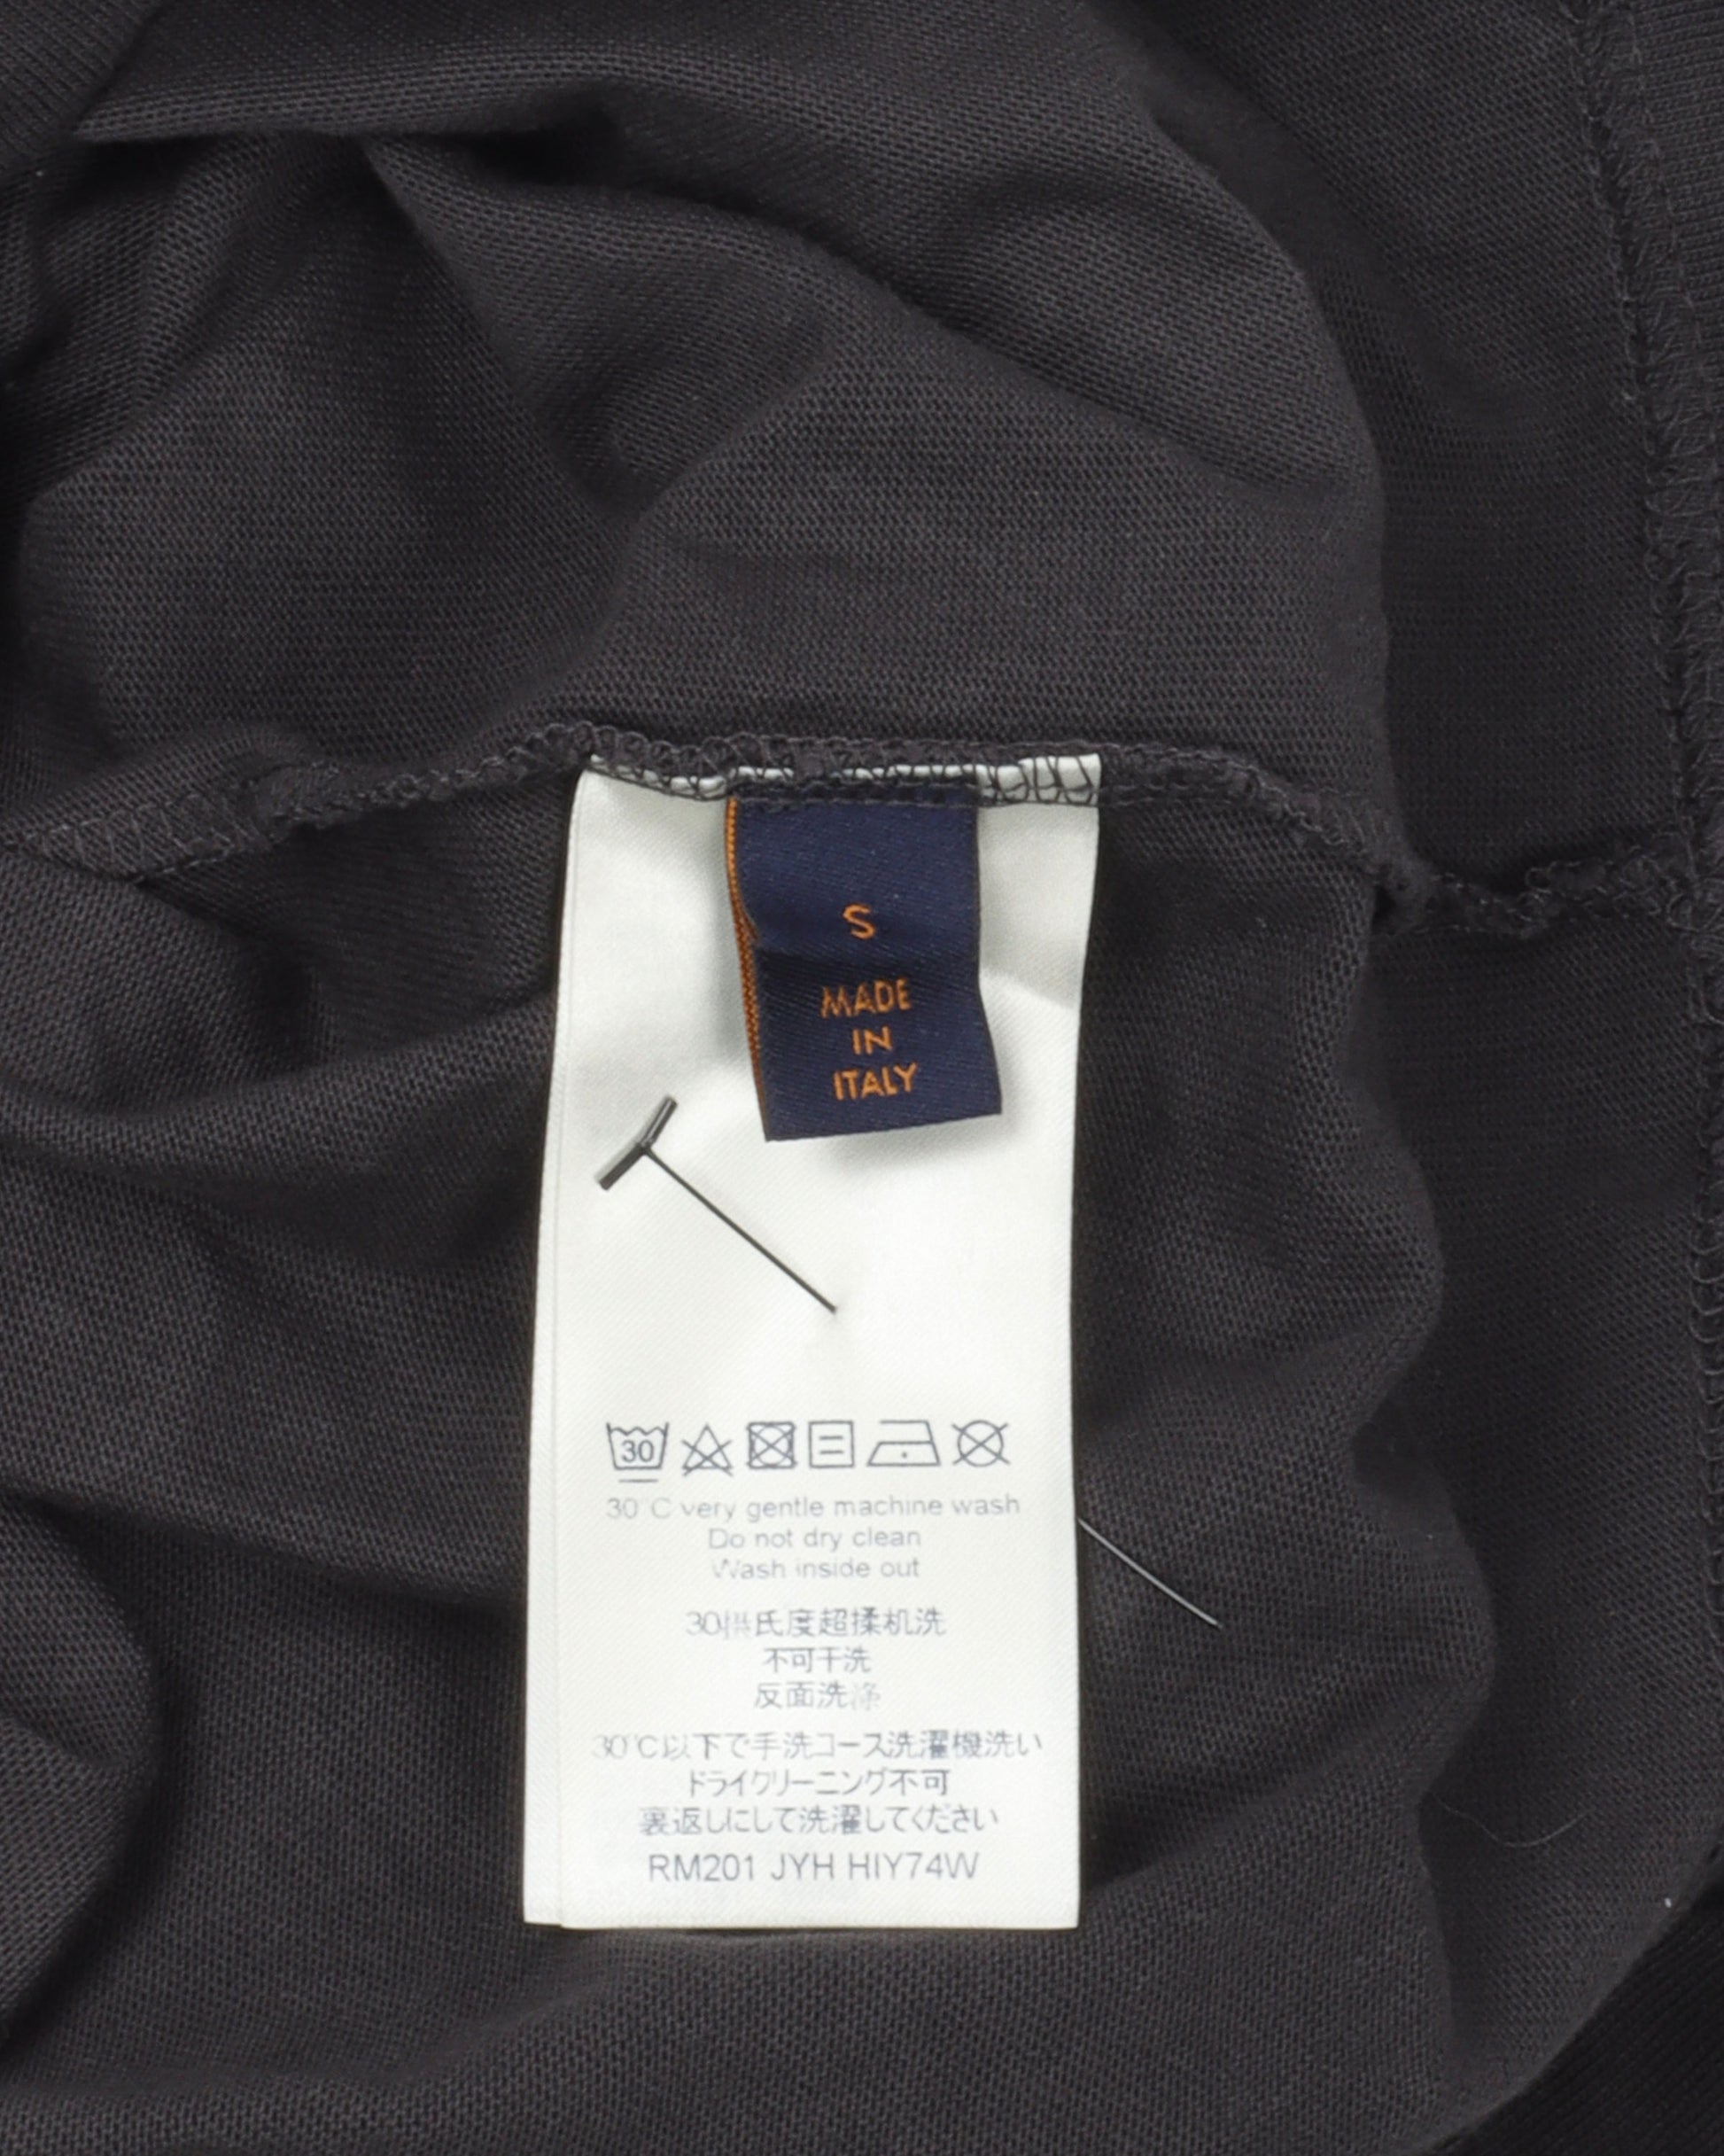 S
MADE
IN
ITALY
30
30°C very gentle machine wash
Do not dry clean
Wash inside out
30摂氏度超揉机洗
不可干洗
反面洗涤
30℃以下で手洗コース洗濯機洗い
ドライクリーニング不可
裏返しにして洗濯してください
RM201 JYH HIY74W